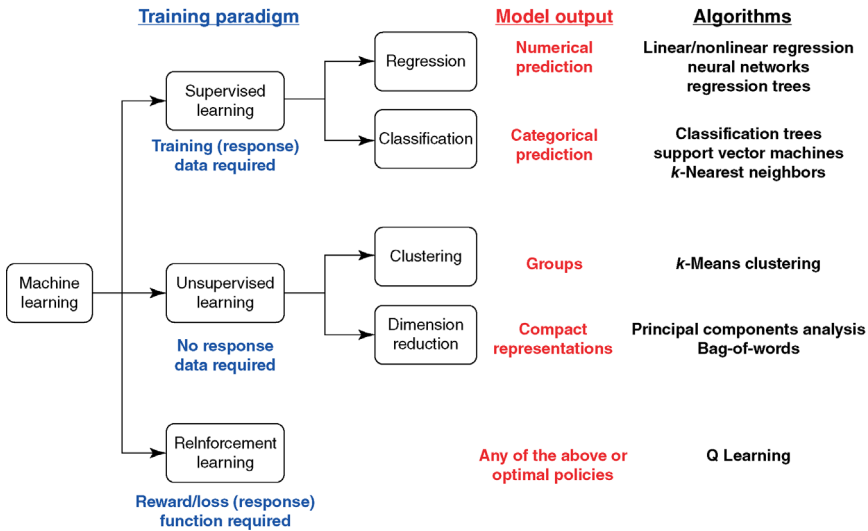 Training paradigm
Model output
Algorithms
Supervised
learning
Training (response)
data required
Regression
Numerical
prediction
Linear/nonlinear regression
neural networks
regression trees
Classification
Categorical
prediction
Classification trees
support vector machines
k-Nearest neighbors
Machine
learning
Unsupervised
learning
No response
data required
Clustering
Groups
k-Means clustering
Dimension
reduction
Compact
representations
Principal components analysis
Bag-of-words
Reinforcement
learning
Reward/loss (response)
function required
Any of the above or
optimal policies
Q Learning